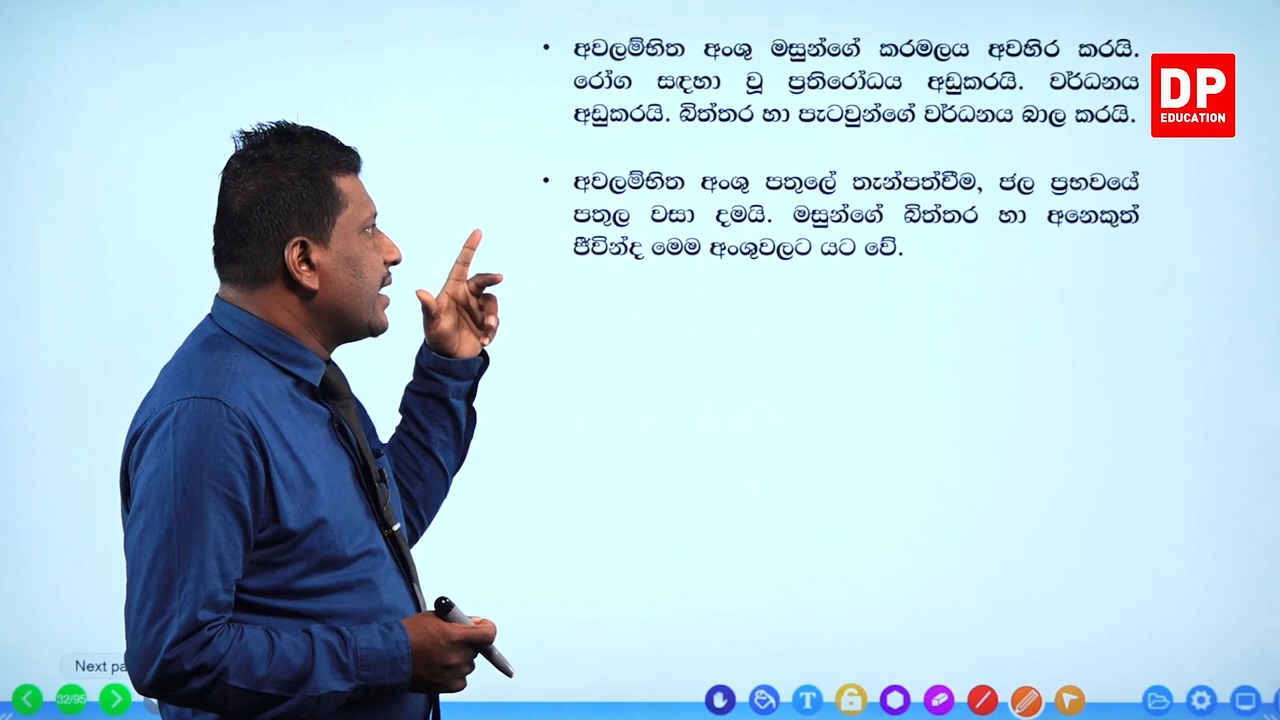 • අවලම්භිත අංශු මසුන්ගේ කරමලය අවහිර කරයි.
රෝග සඳහා වූ ප්‍රතිරෝධය අඩුකරයි. වර්ධනය
අඩුකරයි. බිත්තර හා පැටවුන්ගේ වර්ධනය බාල කරයි.
• අවලම්භිත අංශු පතුලේ තැන්පත්වීම, ජල ප්‍රභවයේ
පතුල වසා දමයි. මසුන්ගේ බිත්තර හා අනෙකුත්
ජීවින්ද මෙම අංශුවලට යට වේ.
DP
EDUCATION
Next pa
32/95
T